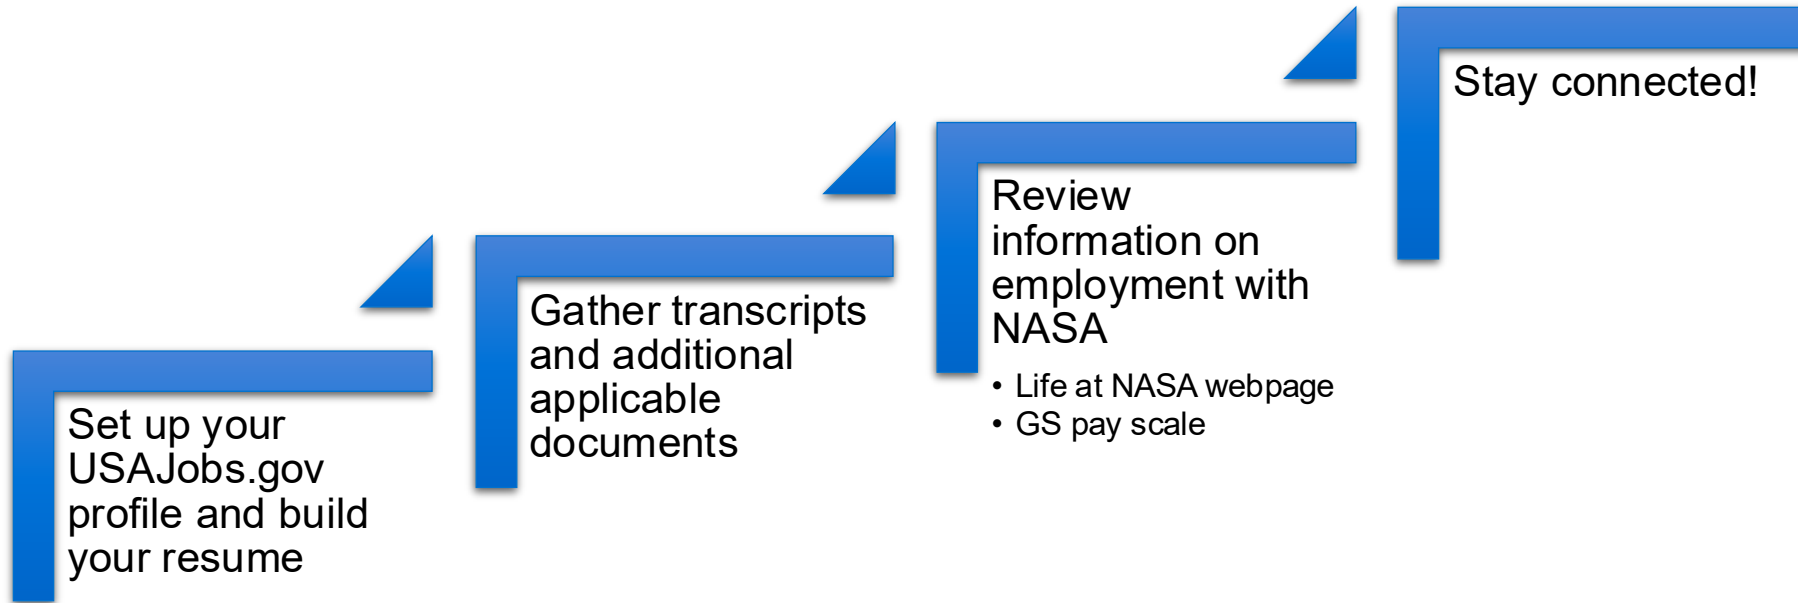 Set up your
USAJobs.gov
profile and build
your resume
Gather transcripts
and additional
applicable
documents
Review
information on
employment with
NASA
• Life at NASA webpage
• GS pay scale
Stay connected!